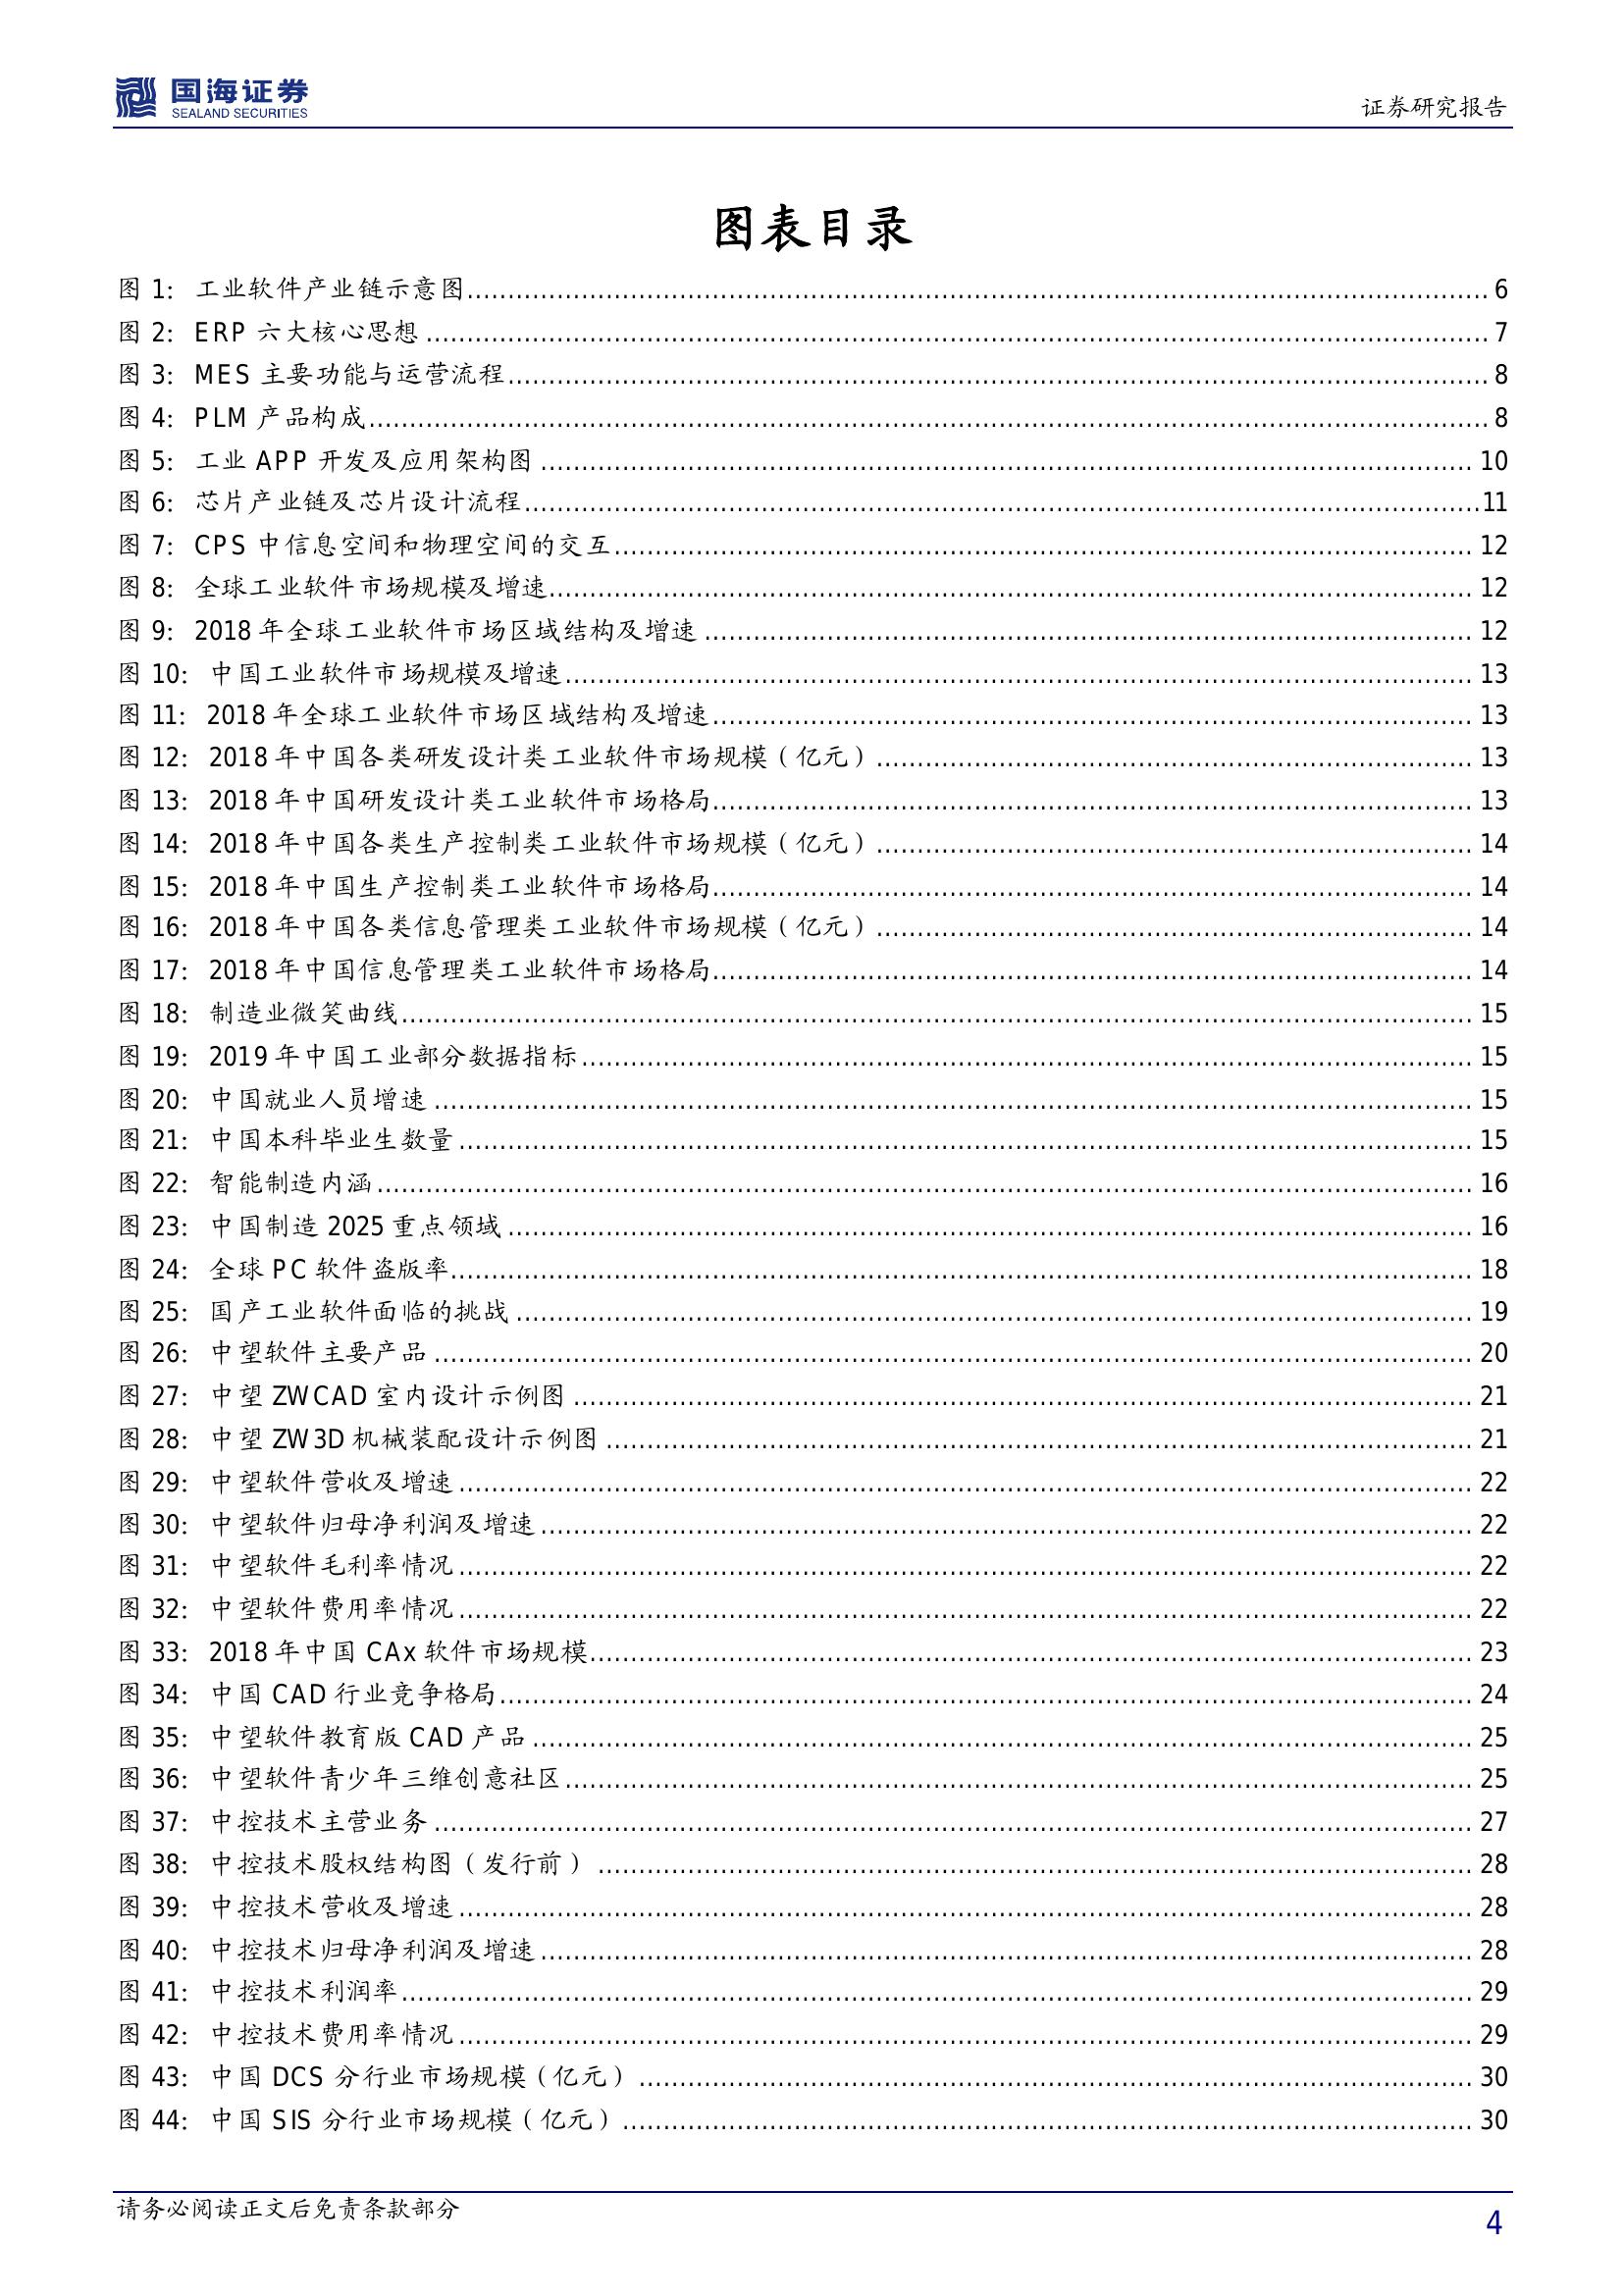 国海证券
SEALAND SECURITIES
证券研究报告
图表目录
图 1: 工业软件产业链示意图 6
图 2: ERP 六大核心思想 7
图 3: MES 主要功能与运营流程 8
图 4: PLM 产品构成 8
图 5: 工业 APP 开发及应用架构图 10
图 6: 芯片产业链及芯片设计流程 11
图 7: CPS 中信息空间和物理空间的交互 12
图 8: 全球工业软件市场规模及增速 12
图 9: 2018 年全球工业软件市场区域结构及增速 12
图 10: 中国工业软件市场规模及增速 13
图 11: 2018 年全球工业软件市场区域结构及增速 13
图 12: 2018 年中国各类研发设计类工业软件市场规模（亿元） 13
图 13: 2018 年中国研发设计类工业软件市场格局 13
图 14: 2018 年中国各类生产控制类工业软件市场规模（亿元） 14
图 15: 2018 年中国生产控制类工业软件市场格局 14
图 16: 2018 年中国各类信息管理类工业软件市场规模（亿元） 14
图 17: 2018 年中国信息管理类工业软件市场格局 14
图 18: 制造业微笑曲线 15
图 19: 2019 年中国工业部分数据指标 15
图 20: 中国就业人员增速 15
图 21: 中国本科毕业生数量 15
图 22: 智能制造内涵 16
图 23: 中国制造 2025 重点领域 16
图 24: 全球 PC 软件盗版率 18
图 25: 国产工业软件面临的挑战 19
图 26: 中望软件主要产品 20
图 27: 中望 ZWCAD 室内设计示例图 21
图 28: 中望 ZW3D 机械装配设计示例图 21
图 29: 中望软件营收及增速 22
图 30: 中望软件归母净利润及增速 22
图 31: 中望软件毛利率情况 22
图 32: 中望软件费用率情况 22
图 33: 2018 年中国 CAx 软件市场规模 23
图 34: 中国 CAD 行业竞争格局 24
图 35: 中望软件教育版 CAD 产品 25
图 36: 中望软件青少年三维创意社区 25
图 37: 中控技术主营业务 27
图 38: 中控技术股权结构图（发行前） 28
图 39: 中控技术营收及增速 28
图 40: 中控技术归母净利润及增速 28
图 41: 中控技术利润率 29
图 42: 中控技术费用率情况 29
图 43: 中国 DCS 分行业市场规模（亿元） 30
图 44: 中国 SIS 分行业市场规模（亿元） 30
请务必阅读正文后免责条款部分
4